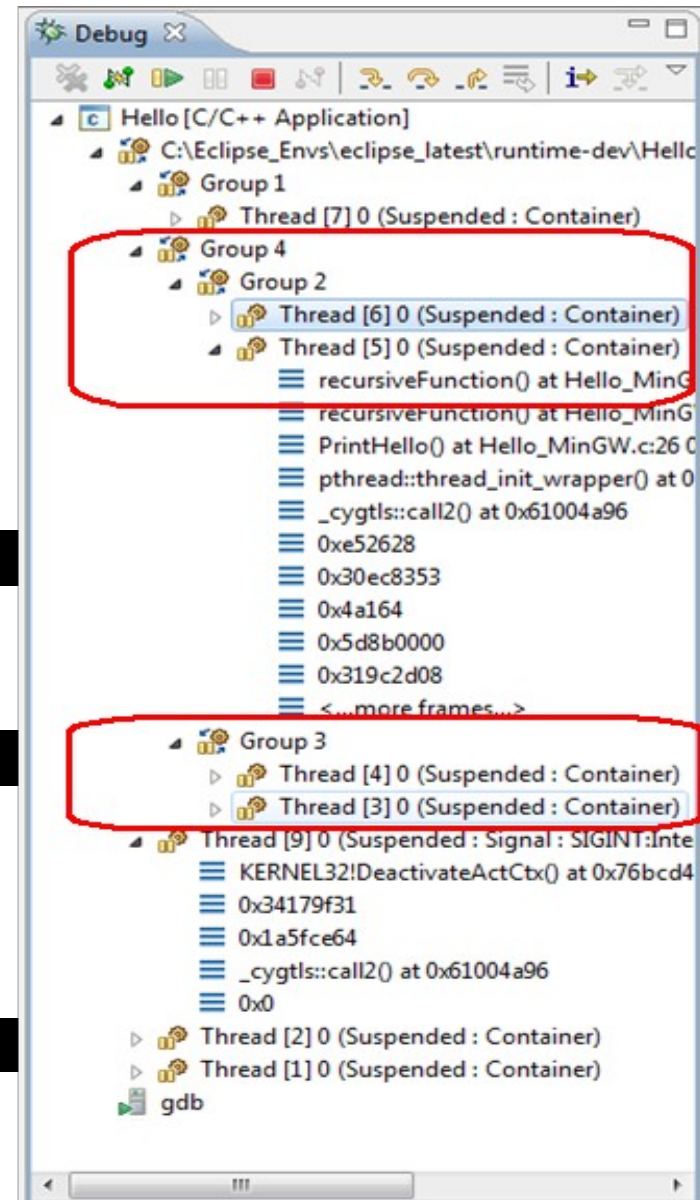 Debug
Hello [C/C++ Application]
C:\Eclipse_Envs\eclipse_latest\runtime-dev\Hellc
Group 1
Thread [7] 0 (Suspended : Container)
Group 4
Group 2
Thread [6] 0 (Suspended : Container)
Thread [5] 0 (Suspended : Container)
recursiveFunction() at Hello_MinG
recursiveFunction() at Hello_MinG
PrintHello() at Hello_MinGW.c:26 0
pthread::thread_init_wrapper() at 0
_cygtls::call2() at 0x61004a96
0xe52628
0x30ec8353
0x4a164
0x5d8b0000
0x319c2d08
<...more frames...>
Group 3
Thread [4] 0 (Suspended : Container)
Thread [3] 0 (Suspended : Container)
Thread [9] 0 (Suspended : Signal : SIGINT:Inte
KERNEL32!DeactivateActCtx() at 0x76bcd4
0x34179f31
0x1a5fce64
_cygtls::call2() at 0x61004a96
0x0
Thread [2] 0 (Suspended : Container)
Thread [1] 0 (Suspended : Container)
gdb